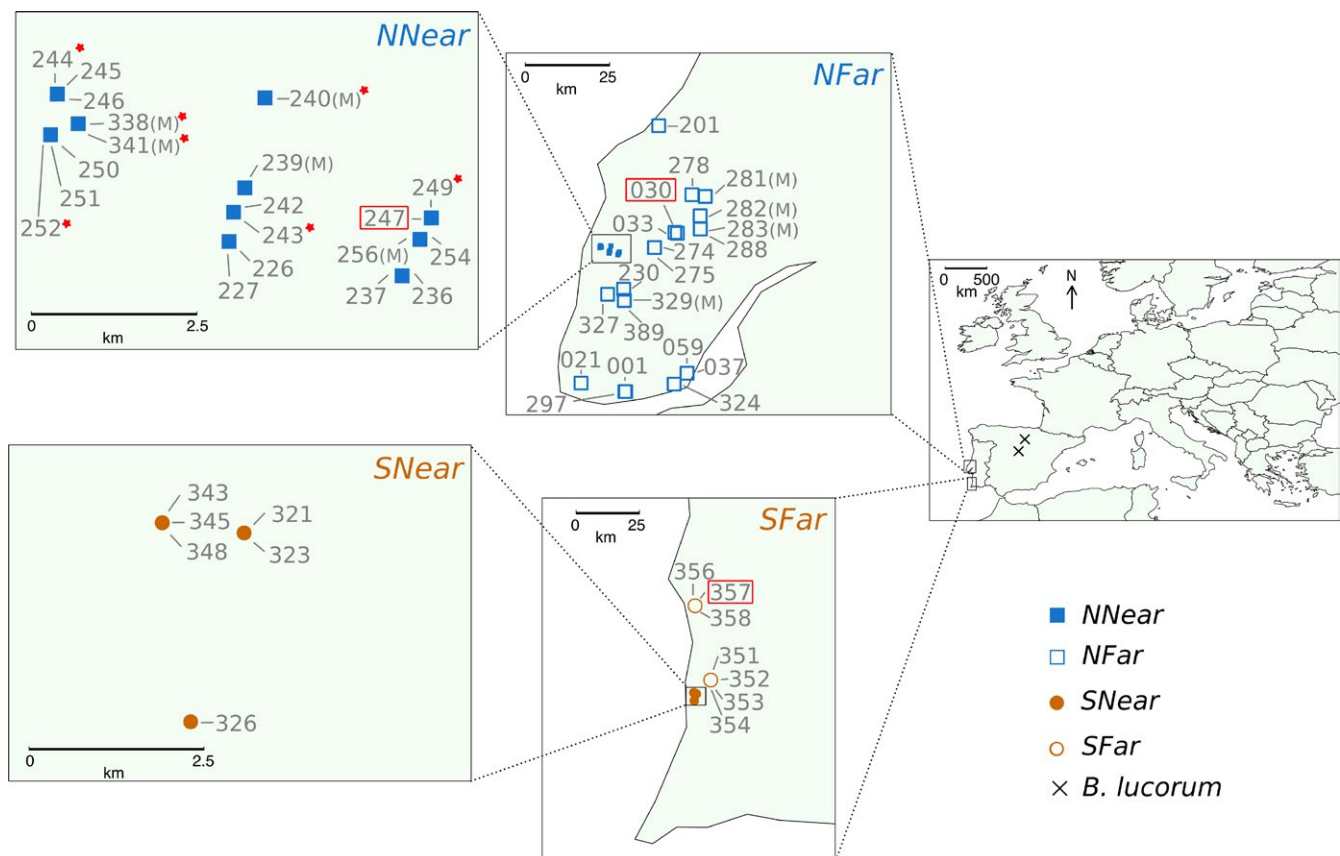 NNear
244
245
246
240(M)
338(M)
341(M)
250
251
252
239(M)
242
243
226
227
249
247
256(M)
254
237
236
0 2.5
km
NFar
0 25
km
201
278
030
281(M)
282(M)
033
283(M)
274
288
275
230
329(M)
327
389
059
021
001
037
297
324
0 500
km
N
SNear
343
345
348
321
323
326
0 2.5
km
SFar
0 25
km
356
357
358
351
352
353
354
NNear
NFar
SNear
SFar
B. lucorum